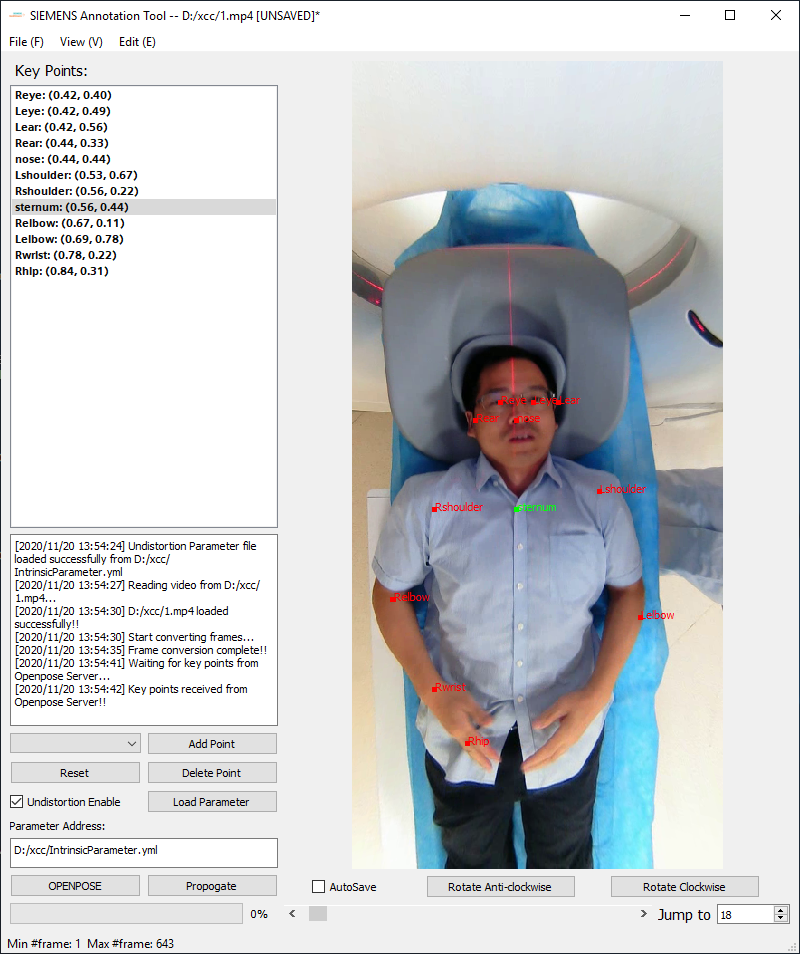 SIEMENS Annotation Tool -- D:/xcc/1.mp4 [UNSAVED]*
File (F) View (V) Edit (E)
Key Points:
Reye: (0.42, 0.40)
Leye: (0.42, 0.49)
Lear: (0.42, 0.56)
Rear: (0.44, 0.33)
nose: (0.44, 0.44)
Lshoulder: (0.53, 0.67)
Rshoulder: (0.56, 0.22)
sternum: (0.56, 0.44)
Relbow: (0.67, 0.11)
Lelbow: (0.69, 0.78)
Rwrist: (0.78, 0.22)
Rhip: (0.84, 0.31)
[2020/11/20 13:54:24] Undistortion Parameter file
loaded successfully from D:/xcc/
IntrinsicParameter.yml
[2020/11/20 13:54:27] Reading video from D:/xcc/
1.mp4...
[2020/11/20 13:54:30] D:/xcc/1.mp4 loaded
successfully!!
[2020/11/20 13:54:30] Start converting frames...
[2020/11/20 13:54:35] Frame conversion complete!!
[2020/11/20 13:54:41] Waiting for key points from
Openpose Server...
[2020/11/20 13:54:42] Key points received from
Openpose Server!!
Add Point
Reset
Delete Point
Undistortion Enable
Load Parameter
Parameter Address:
D:/xcc/IntrinsicParameter.yml
OPENPOSE
Propogate
0%
Min #frame: 1 Max #frame: 643
Reye Leye Lear
Rear nose
Lshoulder
Rshoulder sternum
Relbow
Lelbow
Rwrist
Rhip
AutoSave
Rotate Anti-clockwise
Rotate Clockwise
Jump to 18